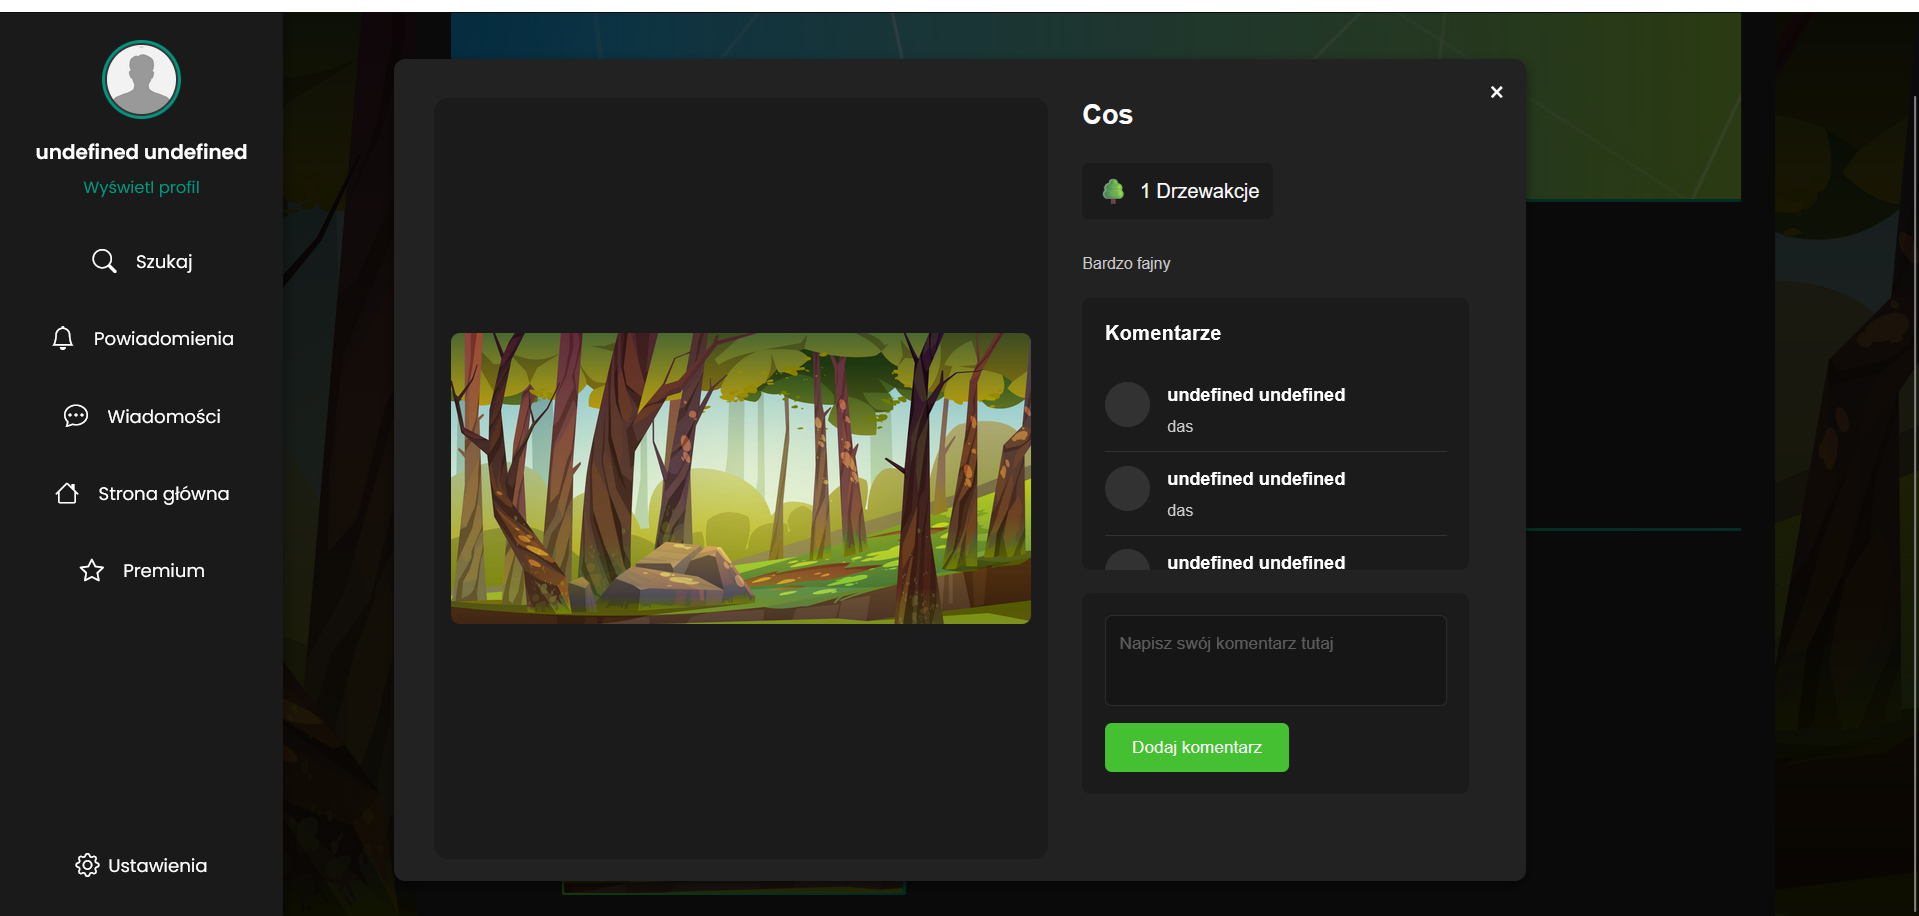 undefined undefined
Wyświetl profil
Szukaj
Powiadomienia
Wiadomości
Strona główna
Premium
Ustawienia
×
Cos
1 Drzewakcje
Bardzo fajny
Komentarze
undefined undefined
das
undefined undefined
das
undefined undefined
Napisz swój komentarz tutaj
Dodaj komentarz